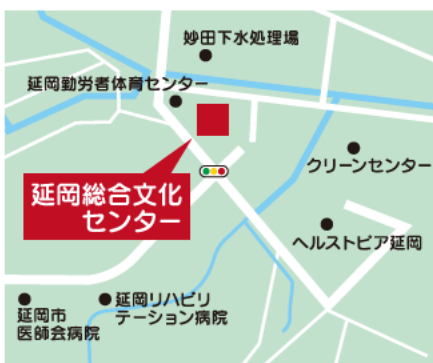 妙田下水処理場
延岡勤労者体育センター
クリーンセンター
延岡総合文化
センター
ヘルストピア延岡
延岡市
医師会病院
延岡リハビリ
テーション病院